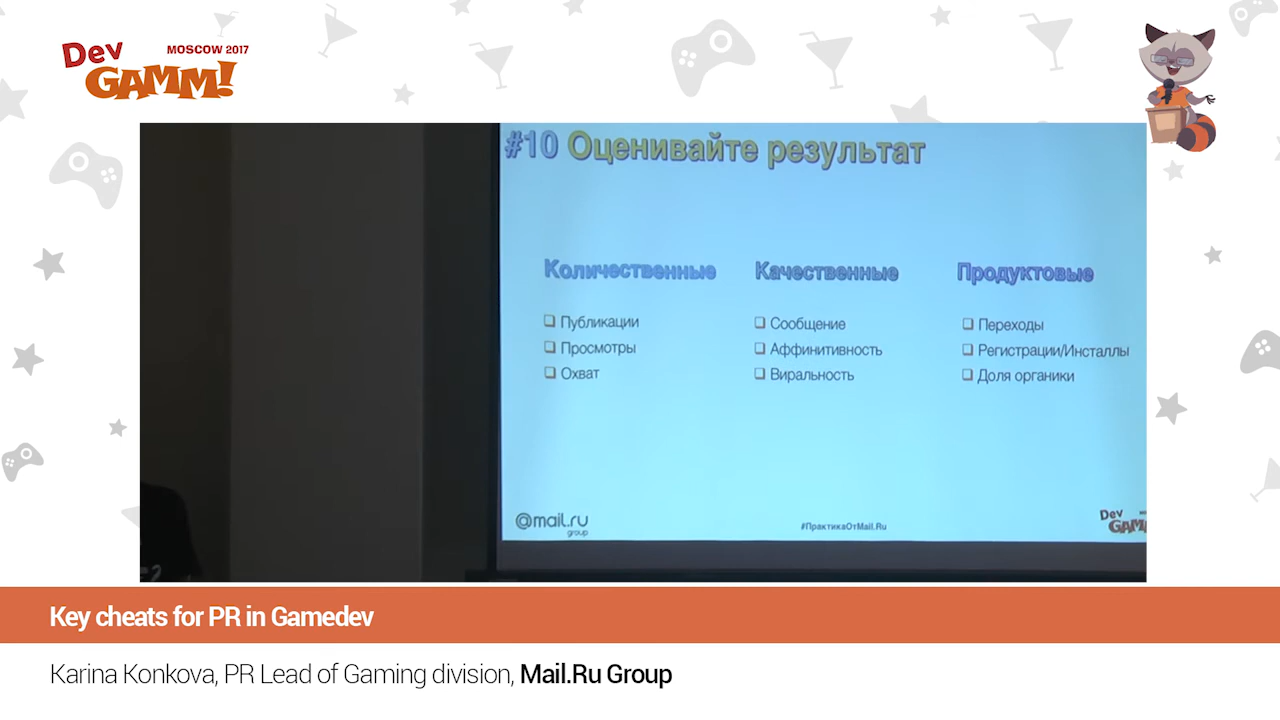 Dev
MOSCOW 2017
GAMM!
#10 Оценивайте результат
Количественные
Публикации
Просмотры
Охват
Качественные
Сообщение
Аффинитивность
Виральность
Продуктовые
Переходы
Регистрации/Инсталлы
Доля органики
@mail.ru
group
#ПрактикаОтMail.Ru
Dev
GAMM
Key cheats for PR in Gamedev
Karina Konkova, PR Lead of Gaming division, Mail.Ru Group